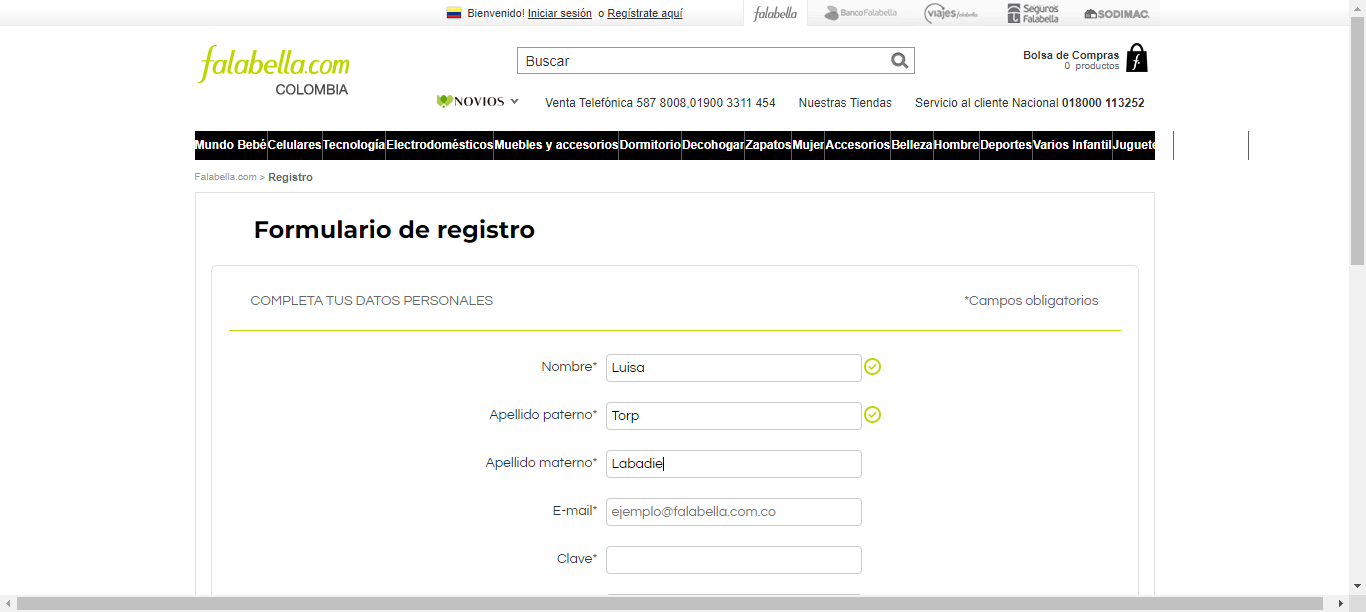 Bienvenido! Iniciar sesión o Regístrate aquí
falabella
BancoFalabella
viajes falabella
Seguros Falabella
SODIMAC
falabella.com
COLOMBIA
Buscar
Bolsa de Compras
0 productos
NOVIOS
Venta Telefónica 587 8008,01900 3311 454
Nuestras Tiendas
Servicio al cliente Nacional 018000 113252
Mundo Bebé Celulares Tecnología Electrodomésticos Muebles y accesorios Dormitorio Decohogar Zapatos Mujer Accesorios Belleza Hombre Deportes Varios Infantil Juguete
Falabella.com > Registro
Formulario de registro
COMPLETA TUS DATOS PERSONALES
*Campos obligatorios
Nombre* Luisa
Apellido paterno* Torp
Apellido materno* Labadie
E-mail* ejemplo@falabella.com.co
Clave*